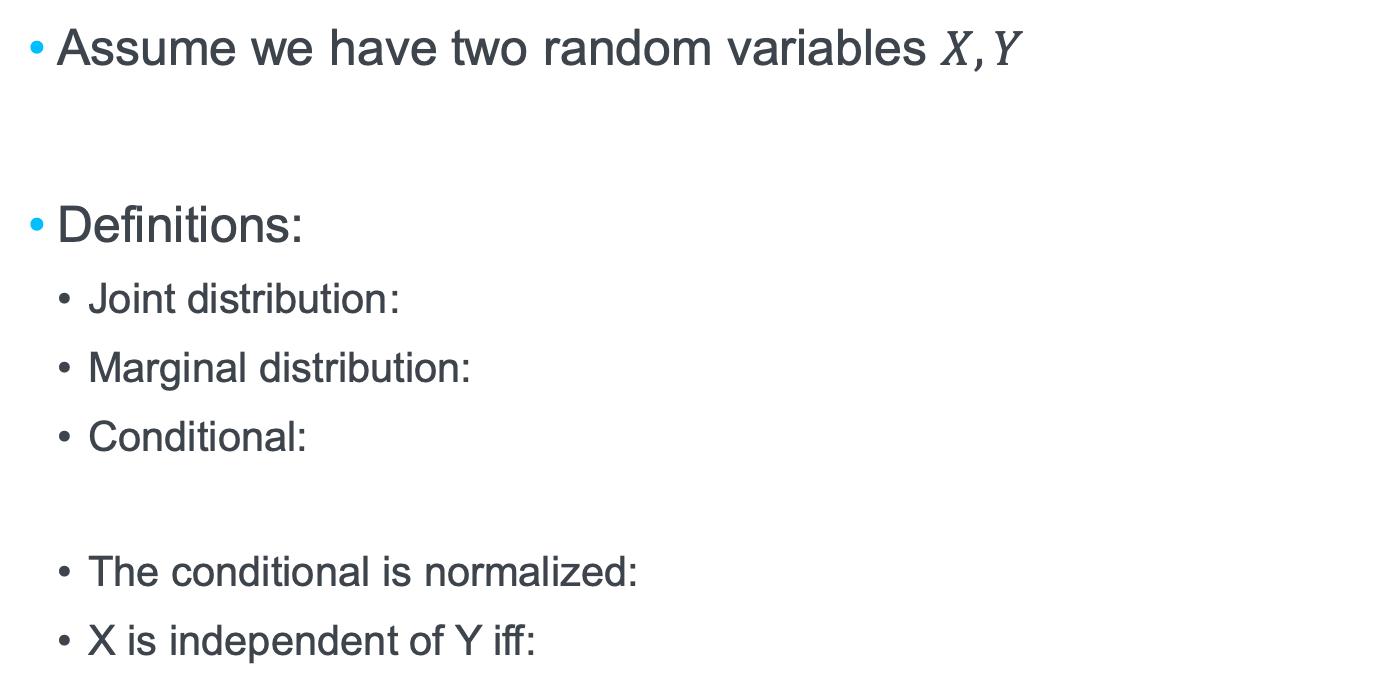 • Assume we have two random variables X, Y
• Definitions:
• Joint distribution:
• Marginal distribution:
• Conditional:
• The conditional is normalized:
• X is independent of Y iff: